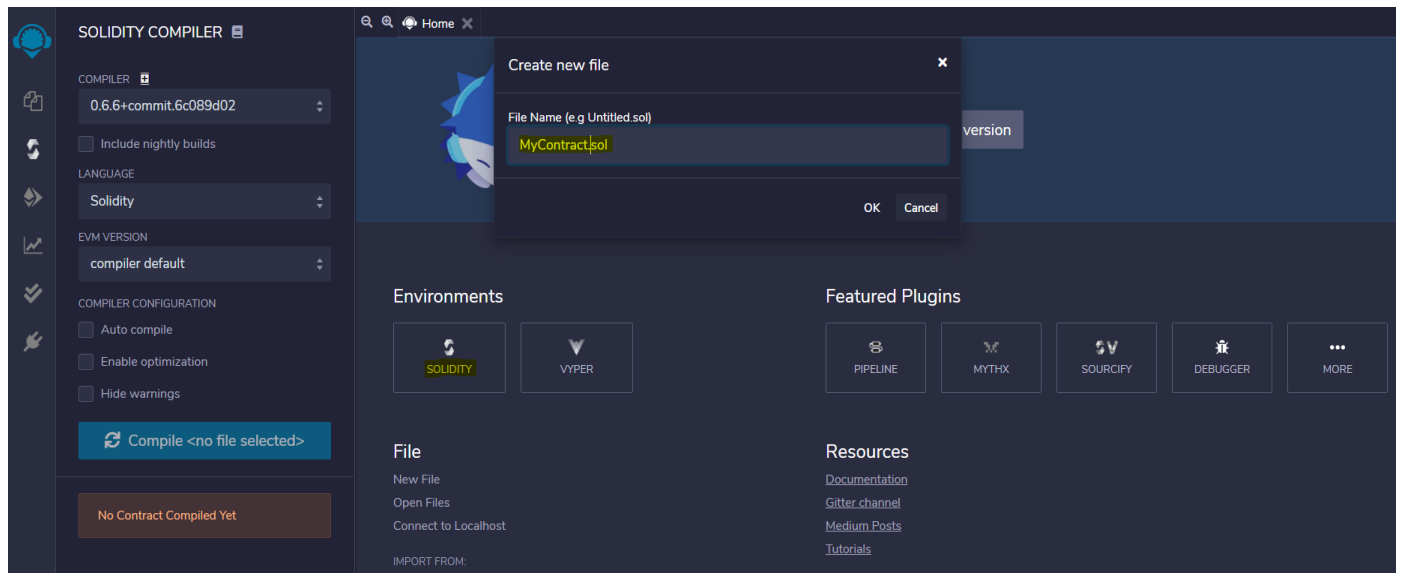 SOLIDITY COMPILER
COMPILER
0.6.6+commit.6c089d02
Include nightly builds
LANGUAGE
Solidity
EVM VERSION
compiler default
COMPILER CONFIGURATION
Auto compile
Enable optimization
Hide warnings
Compile <no file selected>
No Contract Compiled Yet
Home
Create new file
File Name (e.g Untitled.sol)
MyContract.sol
OK Cancel
version
Environments
SOLIDITY VYPER
Featured Plugins
PIPELINE MYTHX SOURCIFY DEBUGGER MORE
File
New File
Open Files
Connect to Localhost
IMPORT FROM:
Resources
Documentation
Gitter channel
Medium Posts
Tutorials